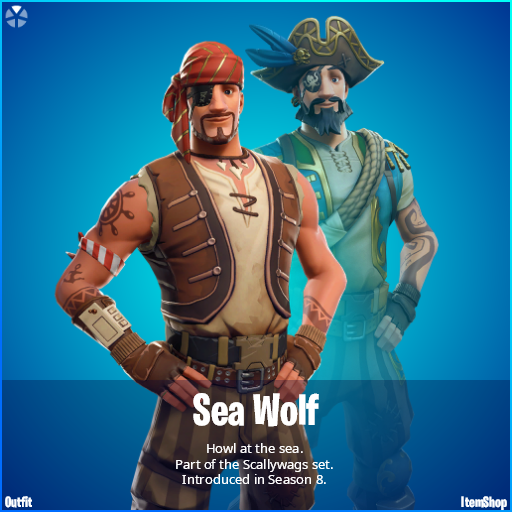 Sea Wolf
Howl at the sea.
Part of the Scallywags set.
Introduced in Season 8.
Outfit
ItemShop